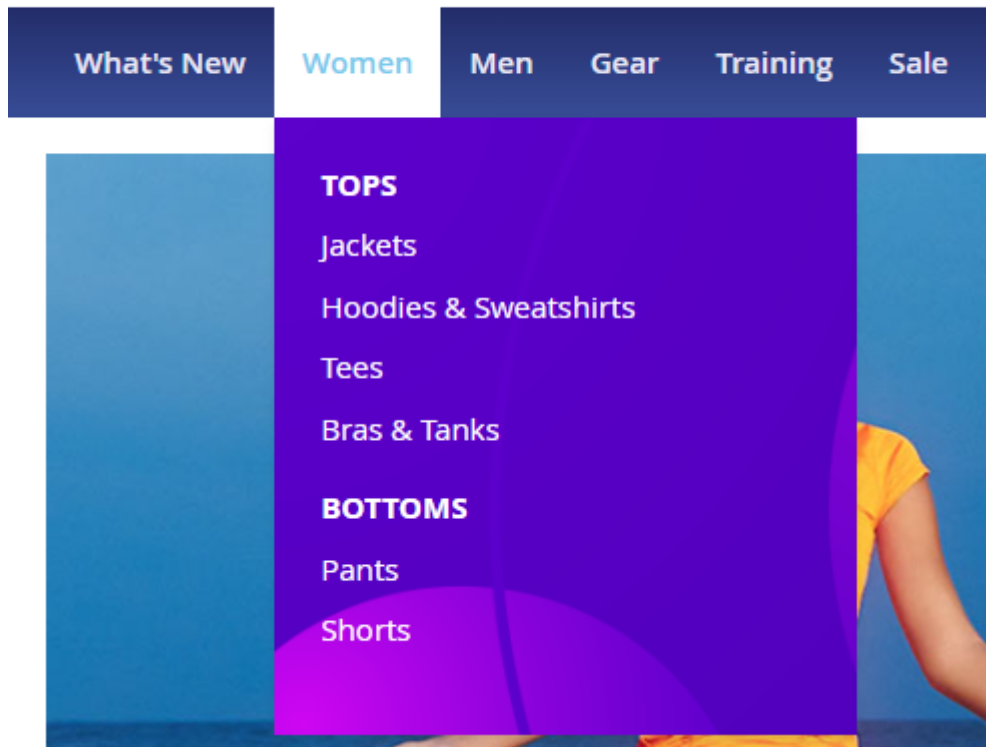 What's New Women Men Gear Training Sale
TOPS
Jackets
Hoodies & Sweatshirts
Tees
Bras & Tanks
BOTTOMS
Pants
Shorts